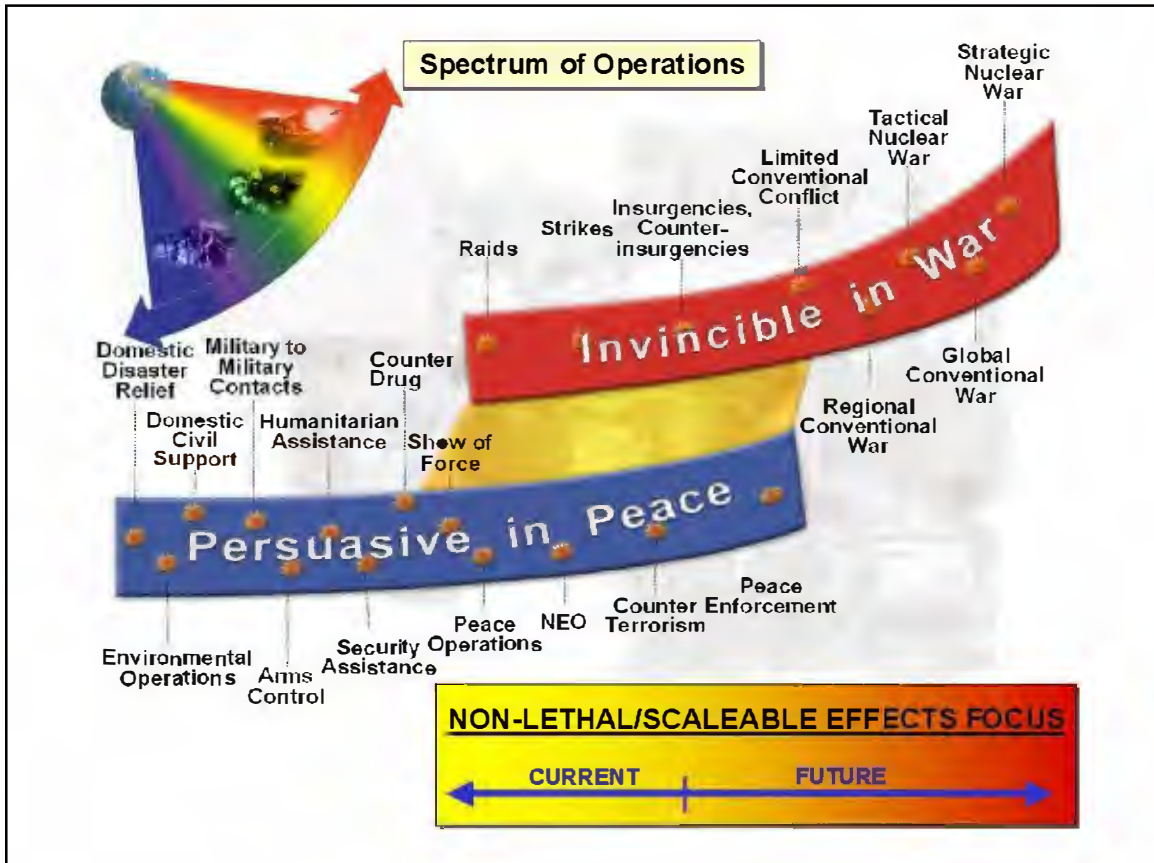 Spectrum of Operations
Strategic
Nuclear
War
Tactical
Nuclear
War
Limited
Conventional
Conflict
Insurgencies,
Counter-
insurgencies
Strikes
Raids
Invincible in War
Global
Conventional
War
Regional
Conventional
War
Domestic
Disaster
Relief
Military to
Military
Contacts
Counter
Drug
Domestic
Civil
Support
Humanitarian
Assistance
Show of
Force
Persuasive in Peace
Environmental
Operations
Arms
Control
Security
Assistance
Peace
Operations
NEO
Counter
Terrorism
Peace
Enforcement
NON-LETHAL/SCALEABLE EFFECTS FOCUS
CURRENT FUTURE